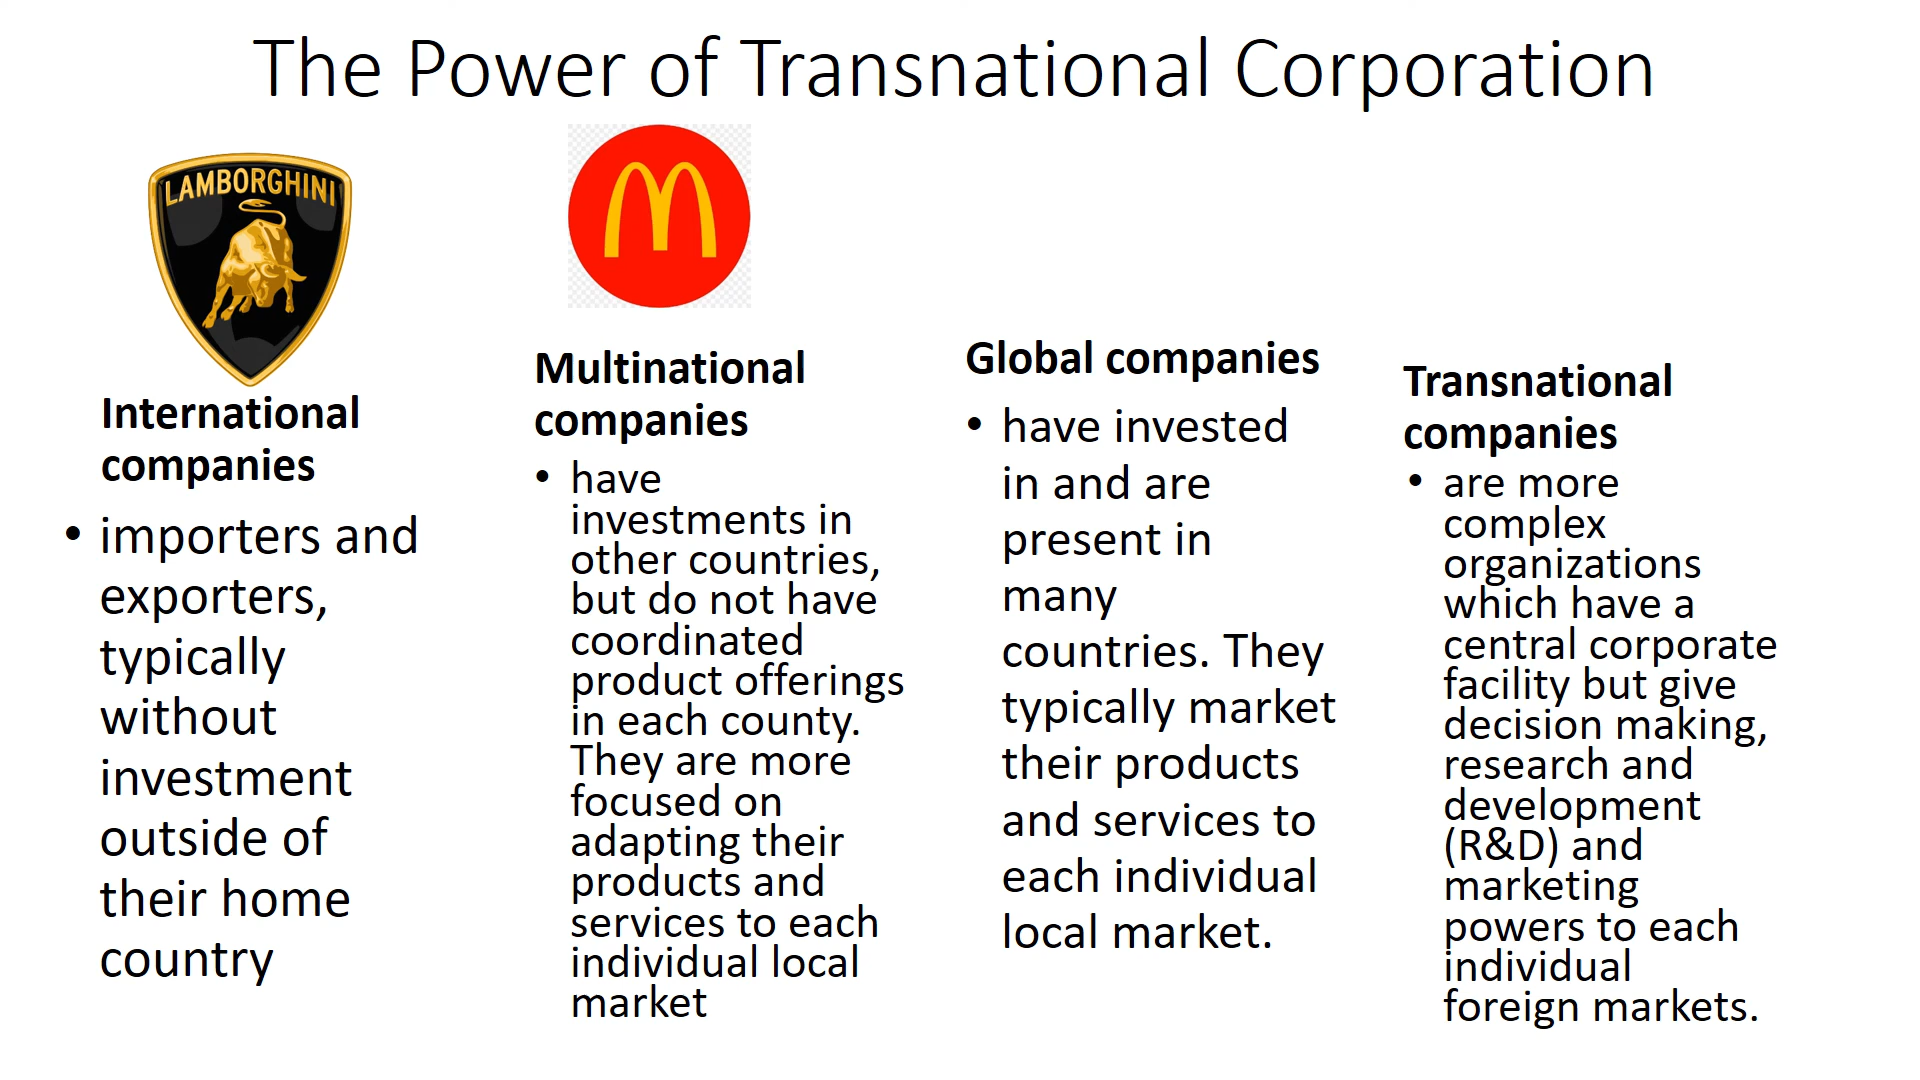 The Power of Transnational Corporation
LAMBORGHINI
International
companies
• importers and
exporters,
typically
without
investment
outside of
their home
country
Multinational
companies
• have
investments in
other countries,
but do not have
coordinated
product offerings
in each county.
They are more
focused on
adapting their
products and
services to each
individual local
market
Global companies
• have invested
in and are
present in
many
countries. They
typically market
their products
and services to
each individual
local market.
Transnational
companies
• are more
complex
organizations
which have a
central corporate
facility but give
decision making,
research and
development
(R&D) and
marketing
powers to each
individual
foreign markets.